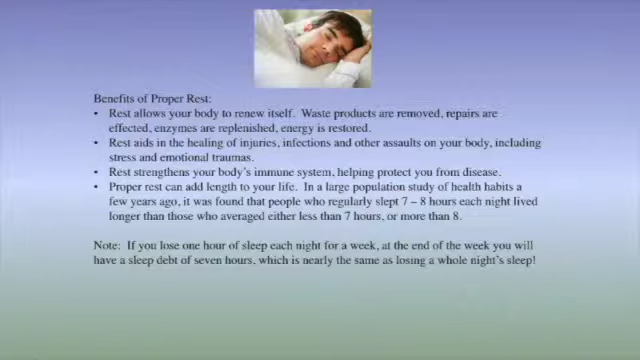 Benefits of Proper Rest:
• Rest allows your body to renew itself.  Waste products are removed, repairs are
effected, enzymes are replenished, energy is restored.
• Rest aids in the healing of injuries, infections and other assaults on your body, including
stress and emotional traumas.
• Rest strengthens your body's immune system, helping protect you from disease.
• Proper rest can add length to your life.  In a large population study of health habits a
few years ago, it was found that people who regularly slept 7 – 8 hours each night lived
longer than those who averaged either less than 7 hours, or more than 8.
Note:  If you lose one hour of sleep each night for a week, at the end of the week you will
have a sleep debt of seven hours, which is nearly the same as losing a whole night's sleep!